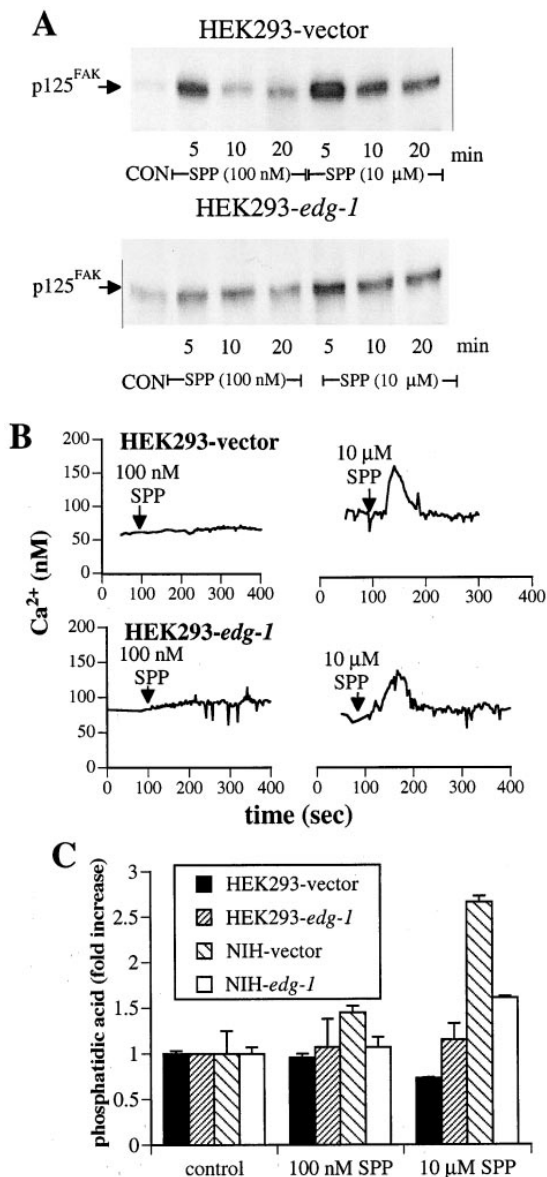 A
HEK293-vector
p125FAK
5 10 20 5 10 20 min
CON SPP (100 nM) SPP (10 µM)
HEK293-edg-1
p125FAK
5 10 20 5 10 20 min
CON SPP (100 nM) SPP (10 µM)
B
HEK293-vector
100 nM
SPP
10 µM
SPP
200
150
100
50
0
0 100 200 300 400
0 100 200 300 400
Ca2+ (nM)
HEK293-edg-1
100 nM
SPP
10 µM
SPP
200
150
100
50
0
0 100 200 300 400
0 100 200 300 400
time (sec)
C
phosphatidic acid (fold increase)
3
2.5
2
1.5
1
0.5
0
HEK293-vector
HEK293-edg-1
NIH-vector
NIH-edg-1
control 100 nM SPP 10 µM SPP